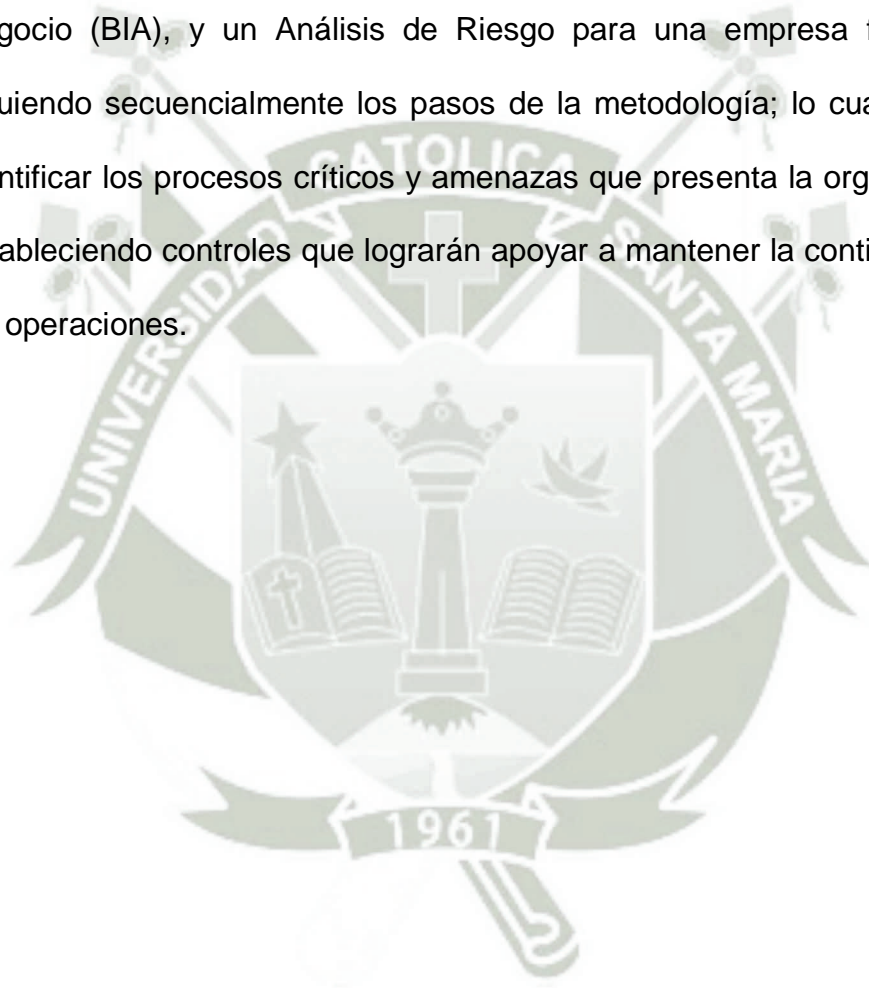 egocio (BIA), y un Análisis de Riesgo para una empresa f
uiendo secuencialmente los pasos de la metodología; lo cua
ntificar los procesos críticos y amenazas que presenta la org
ableciendo controles que lograrán apoyar a mantener la conti
operaciones.
UNIVERSIDAD CATOLICA SANTA MARIA
1961